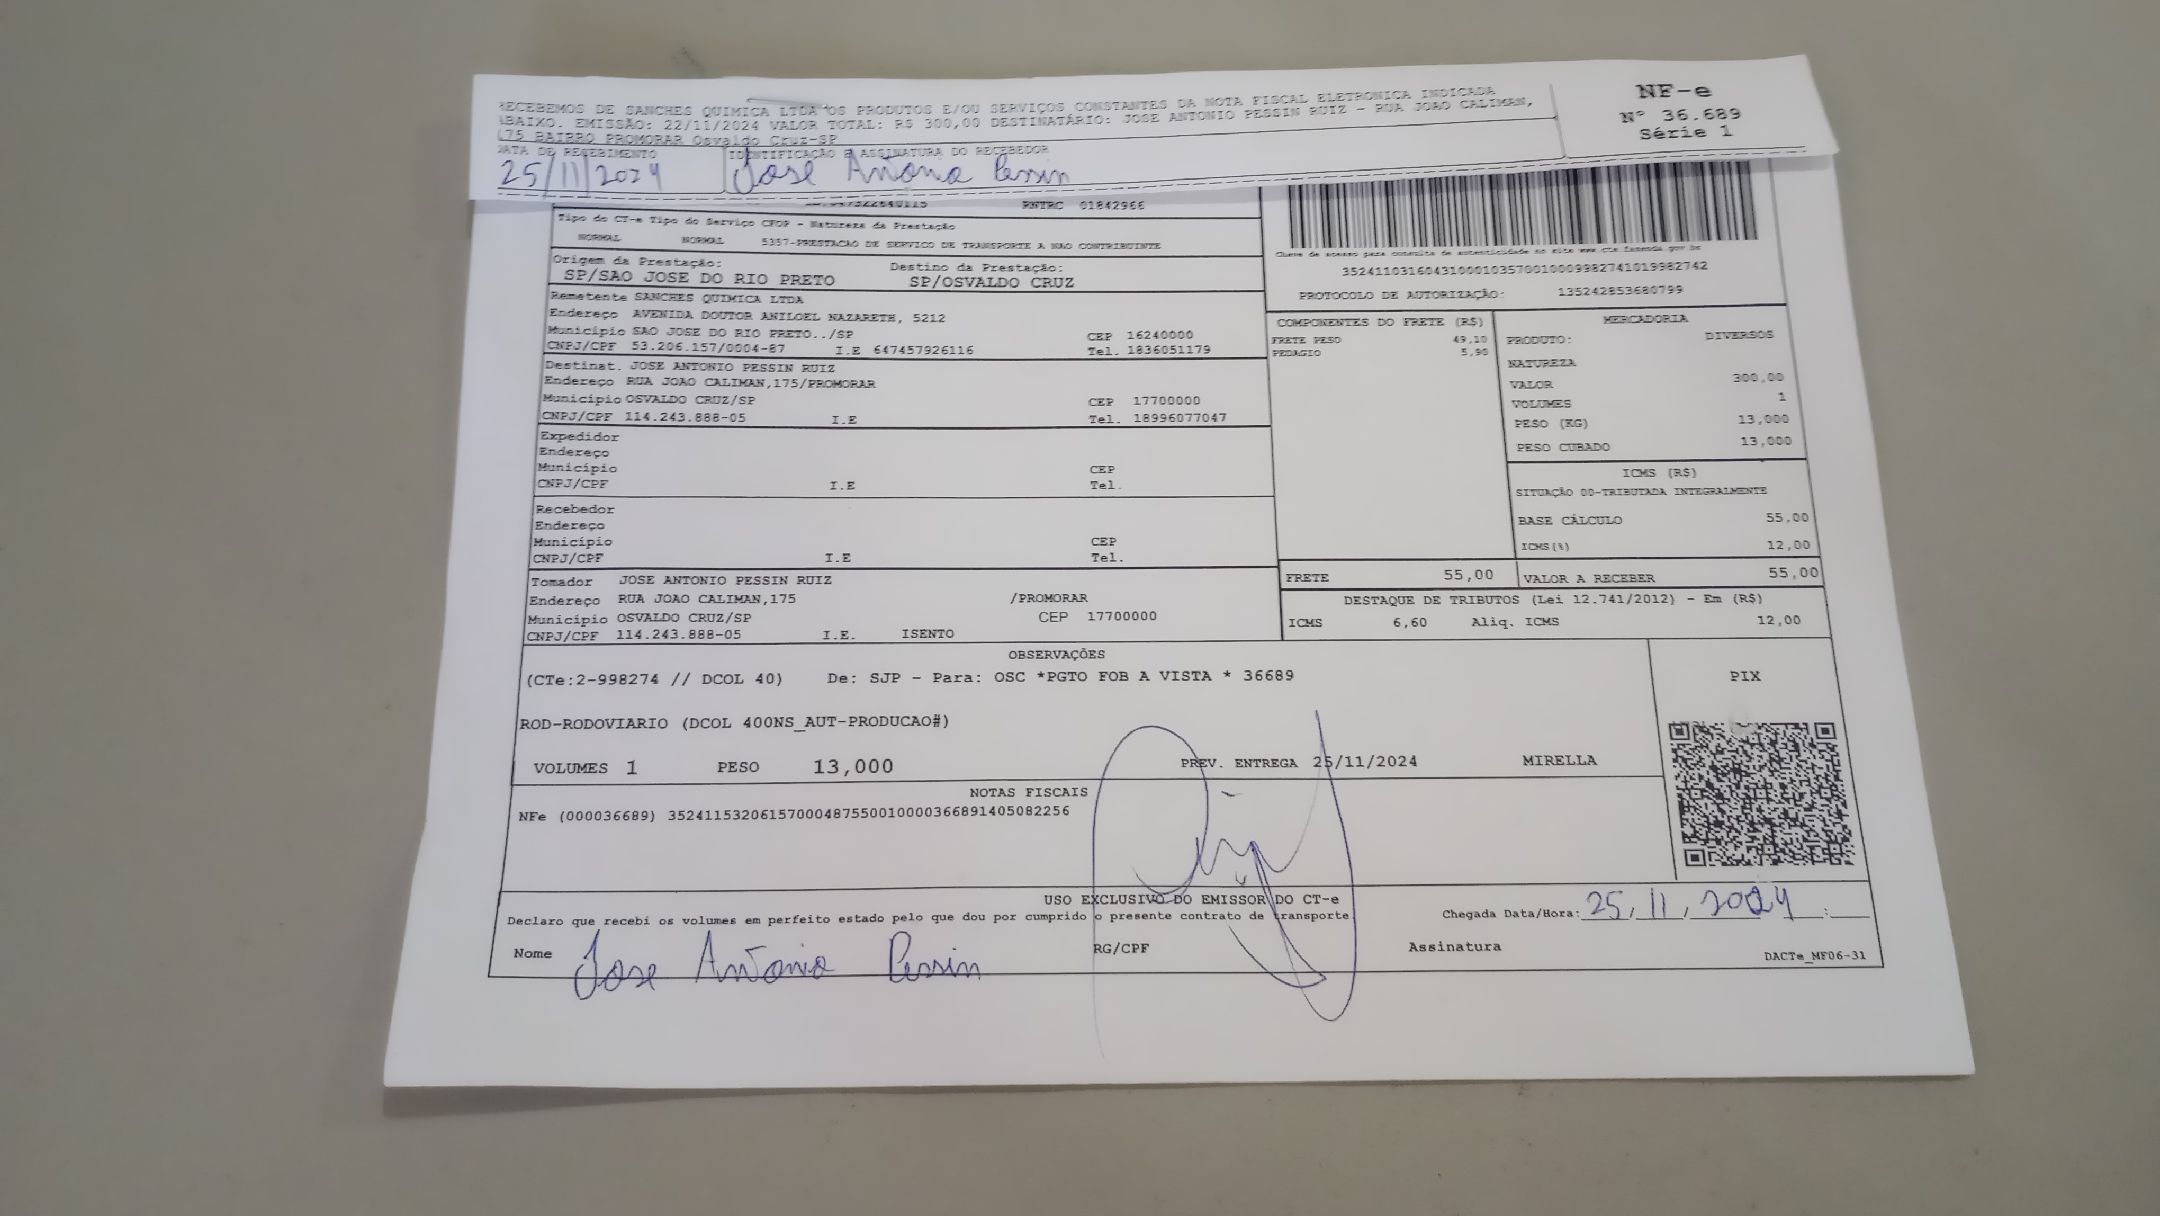 RECEBEMOS DE SANCHES QUIMICA LTDA OS PRODUTOS E/OU SERVIÇOS CONSTANTES DA NOTA FISCAL ELETRONICA INDICADA
ABAIXO. EMISSÃO: 22/11/2024 VALOR TOTAL: R$ 300,00 DESTINATÁRIO: JOSE ANTONIO PESSIN RUIZ - RUA JOAO CALIMAN,
175 BAIRRO PROMORAR Osvaldo Cruz-SP
NF-e
Nº 36.689
Série 1
DATA DE RECEBIMENTO IDENTIFICAÇÃO E ASSINATURA DO RECEBEDOR
25/11/2024 Jose Antonio Pessin
RNTRC 01842966
Tipo do CT-e Tipo do Serviço CFOP - Natureza da Prestação
NORMAL NORMAL 5357-PRESTACAO DE SERVICO DE TRANSPORTE A NAO CONTRIBUINTE
Origem da Prestação: Destino da Prestação:
SP/SAO JOSE DO RIO PRETO SP/OSVALDO CRUZ
Chave de acesso para consulta de autenticidade no site www.cte.fazenda.gov.br
35241103160431000103570010009982741019982742
PROTOCOLO DE AUTORIZAÇÃO: 135242853680799
Remetente SANCHES QUIMICA LTDA
Endereço AVENIDA DOUTOR ANILOEL NAZARETH, 5212
Município SAO JOSE DO RIO PRETO../SP CEP 16240000
CNPJ/CPF 53.206.157/0004-87 I.E 647457926116 Tel. 1836051179
Destinat. JOSE ANTONIO PESSIN RUIZ
Endereço RUA JOAO CALIMAN,175/PROMORAR
Município OSVALDO CRUZ/SP CEP 17700000
CNPJ/CPF 114.243.888-05 I.E Tel. 18996077047
Expedidor
Endereço
Município CEP
CNPJ/CPF I.E Tel.
Recebedor
Endereço
Município CEP
CNPJ/CPF I.E Tel.
Tomador JOSE ANTONIO PESSIN RUIZ
Endereço RUA JOAO CALIMAN,175 /PROMORAR
Município OSVALDO CRUZ/SP CEP 17700000
CNPJ/CPF 114.243.888-05 I.E. ISENTO
COMPONENTES DO FRETE (R$)
FRETE PESO 49,10
PEDAGIO 5,90
MERCADORIA
PRODUTO: DIVERSOS
NATUREZA
VALOR 300,00
VOLUMES 1
PESO (KG) 13,000
PESO CUBADO 13,000
ICMS (R$)
SITUAÇÃO 00-TRIBUTADA INTEGRALMENTE
BASE CÁLCULO 55,00
ICMS(%) 12,00
FRETE 55,00 VALOR A RECEBER 55,00
DESTAQUE DE TRIBUTOS (Lei 12.741/2012) - Em (R$)
ICMS 6,60 Aliq. ICMS 12,00
OBSERVAÇÕES
(CTe:2-998274 // DCOL 40) De: SJP - Para: OSC *PGTO FOB A VISTA * 36689
ROD-RODOVIARIO (DCOL 400NS_AUT-PRODUCAO#)
VOLUMES 1 PESO 13,000 PREV. ENTREGA 25/11/2024 MIRELLA
PIX
NOTAS FISCAIS
NFe (000036689) 35241153206157000487550010000366891405082256
USO EXCLUSIVO DO EMISSOR DO CT-e
Declaro que recebi os volumes em perfeito estado pelo que dou por cumprido o presente contrato de transporte
Chegada Data/Hora: 25/11/2024 :
Nome Jose Antonio Pessin RG/CPF Assinatura
DACTe_MF06-31